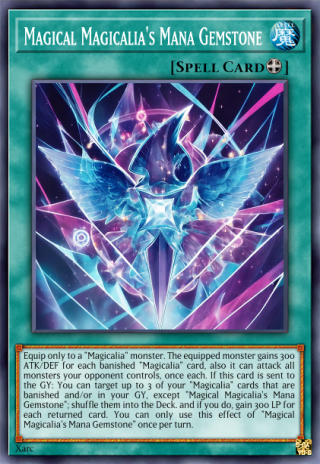 Magical Magicalia's Mana Gemstone
魔
[Spell Card]
Equip only to a "Magicalia" monster. The equipped monster gains 300
ATK/DEF for each banished "Magicalia" card, also it can attack all
monsters your opponent controls, once each. If this card is sent to
the GY: You can target up to 3 of your "Magicalia" cards that are
banished and/or in your GY, except "Magical Magicalia's Mana
Gemstone"; shuffle them into the Deck, and if you do, gain 300 LP for
each returned card. You can only use this effect of "Magical
Magicalia's Mana Gemstone" once per turn.
Xarc